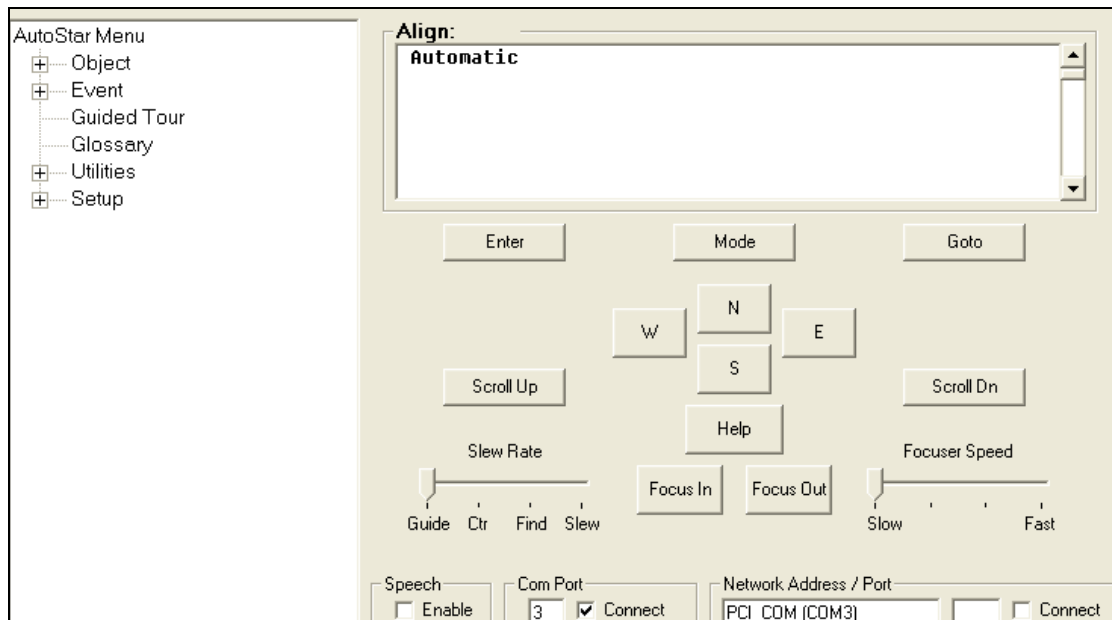 AutoStar Menu
Object
Event
Guided Tour
Glossary
Utilities
Setup
Align:
Automatic
Enter
Mode
Goto
N
W
E
S
Scroll Up
Scroll Dn
Help
Slew Rate
Focuser Speed
Focus In
Focus Out
Guide Ctr Find Slew
Slow Fast
Speech
Enable
Com Port
3 Connect
Network Address / Port
PCI_COM (COM3) Connect